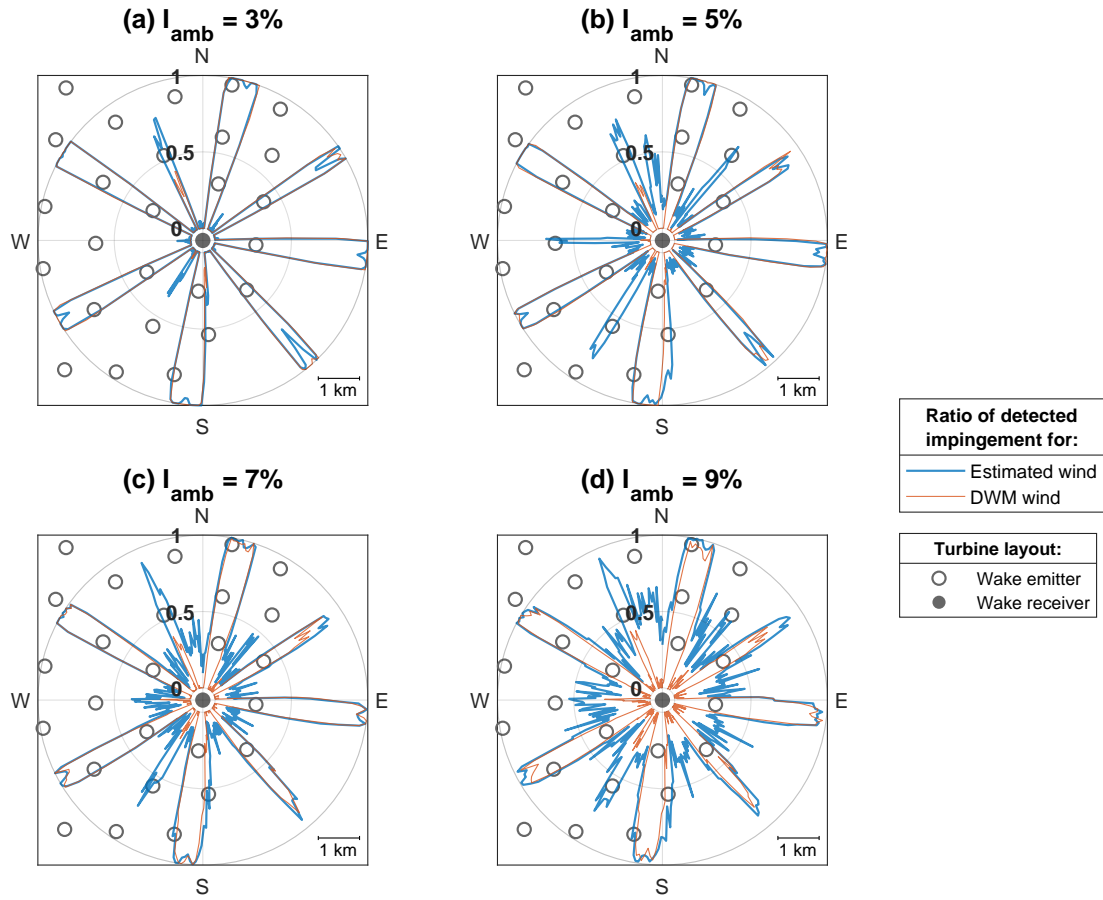 (a) I_amb = 3%
N
1
0.5
0
W
E
S
1 km
(b) I_amb = 5%
N
1
0.5
0
W
E
S
1 km
Ratio of detected
impingement for:
Estimated wind
DWM wind
Turbine layout:
Wake emitter
Wake receiver
(c) I_amb = 7%
N
1
0.5
0
W
E
S
1 km
(d) I_amb = 9%
N
1
0.5
0
W
E
S
1 km